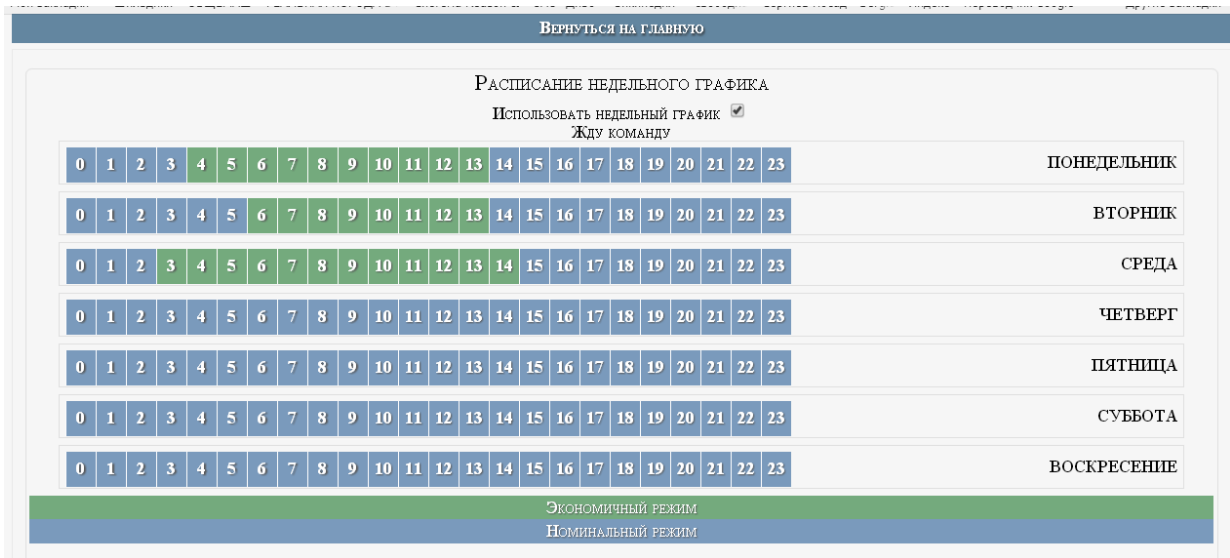 Вернуться на главную
Расписание недельного графика
Использовать недельный график
Жду команду
0 1 2 3 4 5 6 7 8 9 10 11 12 13 14 15 16 17 18 19 20 21 22 23 ПОНЕДЕЛЬНИК
0 1 2 3 4 5 6 7 8 9 10 11 12 13 14 15 16 17 18 19 20 21 22 23 ВТОРНИК
0 1 2 3 4 5 6 7 8 9 10 11 12 13 14 15 16 17 18 19 20 21 22 23 СРЕДА
0 1 2 3 4 5 6 7 8 9 10 11 12 13 14 15 16 17 18 19 20 21 22 23 ЧЕТВЕРГ
0 1 2 3 4 5 6 7 8 9 10 11 12 13 14 15 16 17 18 19 20 21 22 23 ПЯТНИЦА
0 1 2 3 4 5 6 7 8 9 10 11 12 13 14 15 16 17 18 19 20 21 22 23 СУББОТА
0 1 2 3 4 5 6 7 8 9 10 11 12 13 14 15 16 17 18 19 20 21 22 23 ВОСКРЕСЕНИЕ
Экономичный режим
Номинальный режим